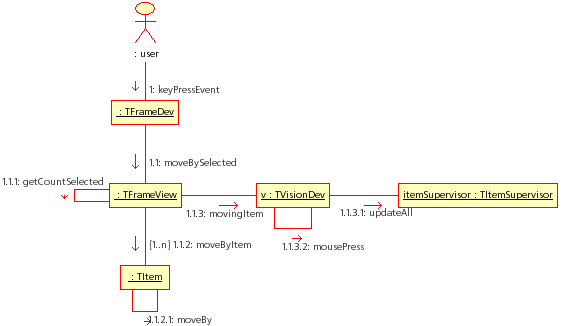 : user
1: keyPressEvent
: TFrameDev
1.1: moveBySelected
1.1.1: getCountSelected
: TFrameView
v : TVisionDev
itemSupervisor : TItemSupervisor
1.1.3: movingItem
1.1.3.1: updateAll
[1..n] 1.1.2: moveByItem
1.1.3.2: mousePress
: TItem
1.1.2.1: moveBy